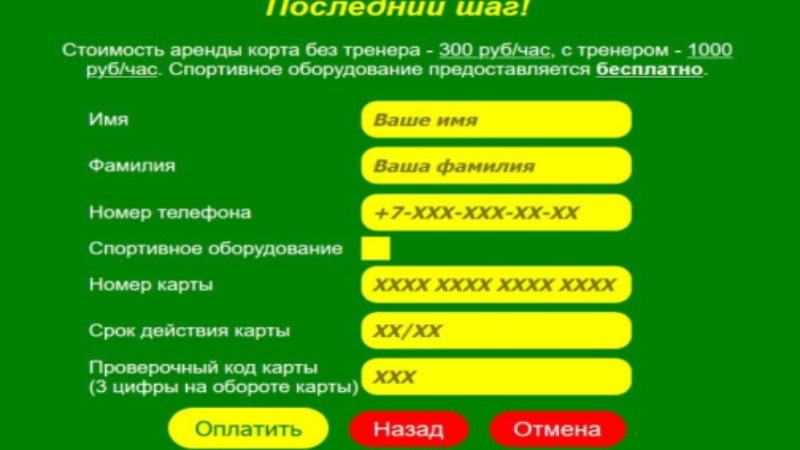 Последний шаг!
Стоимость аренды корта без тренера - 300 руб/час, с тренером - 1000
руб/час. Спортивное оборудование предоставляется бесплатно.
Имя Ваше имя
Фамилия Ваша фамилия
Номер телефона +7-XXX-XXX-XX-XX
Спортивное оборудование
Номер карты XXXX XXXX XXXX XXXX
Срок действия карты XX/XX
Проверочный код карты
(3 цифры на обороте карты) XXX
Оплатить Назад Отмена